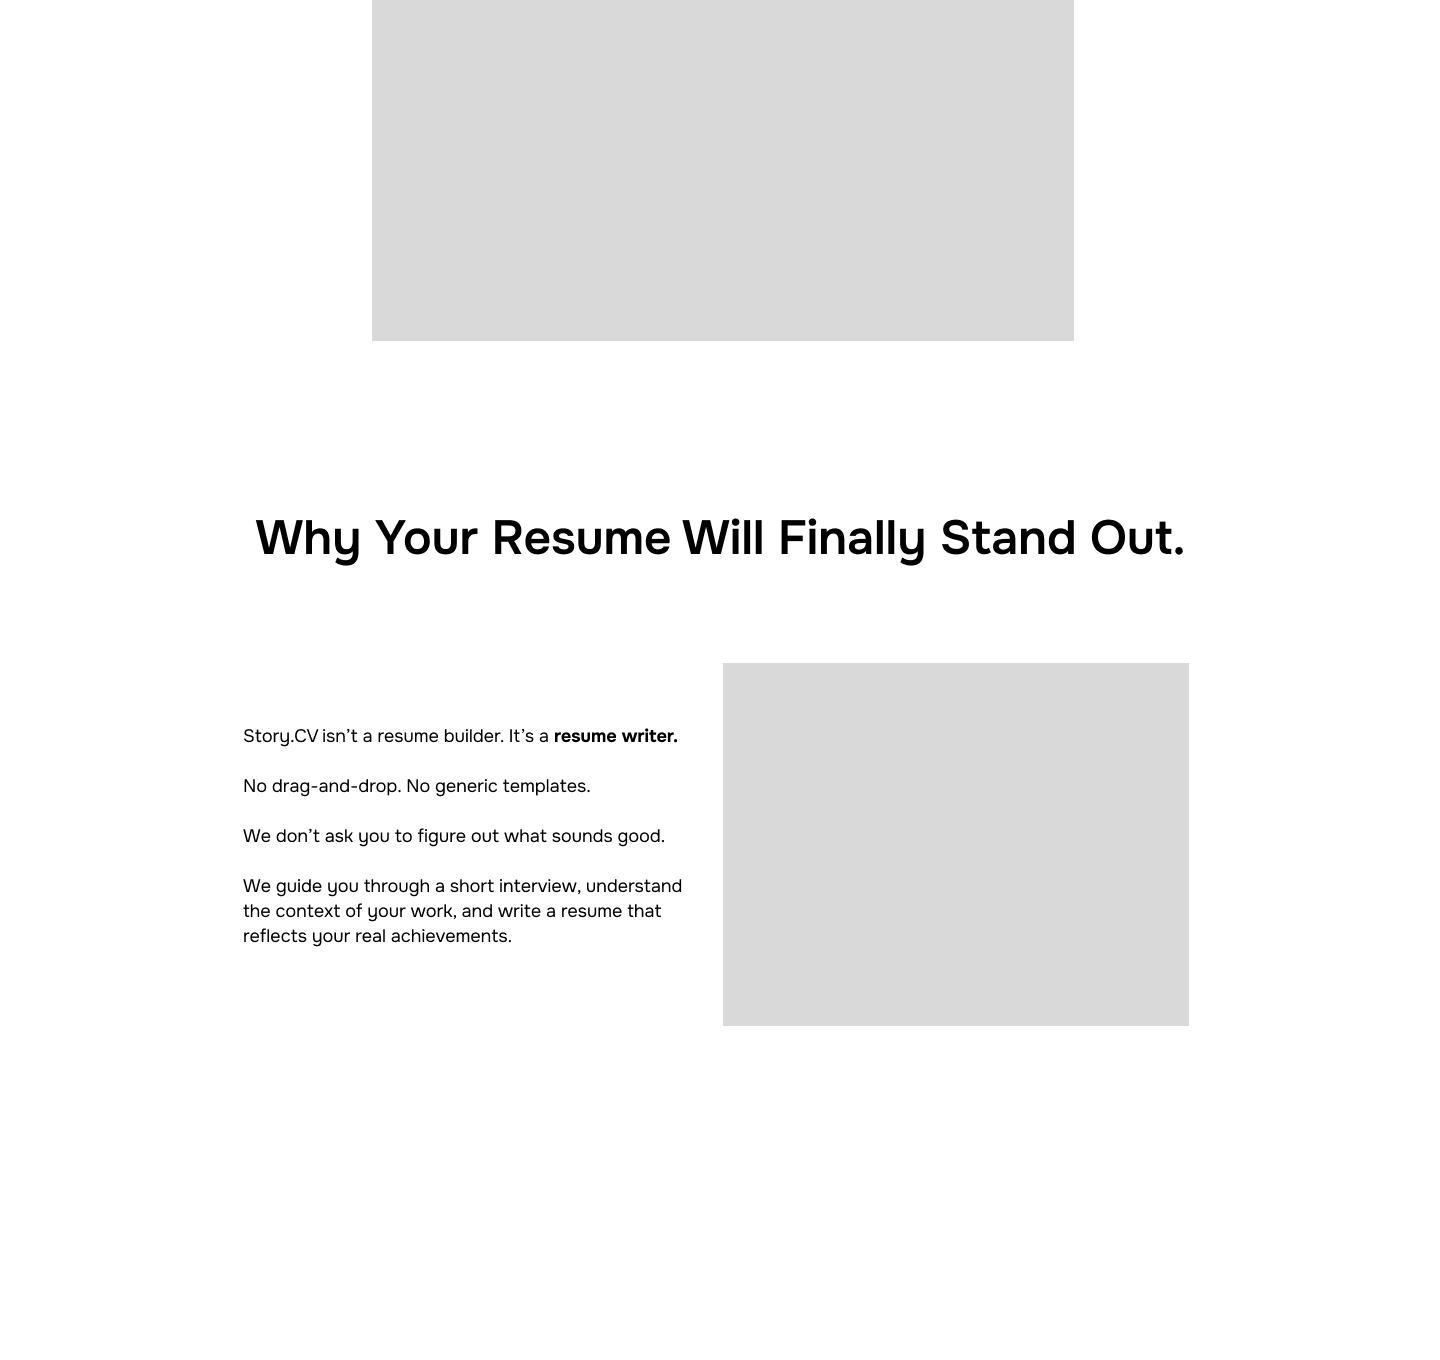 Why Your Resume Will Finally Stand Out.
Story.CV isn’t a resume builder. It’s a resume writer.
No drag-and-drop. No generic templates.
We don’t ask you to figure out what sounds good.
We guide you through a short interview, understand
the context of your work, and write a resume that
reflects your real achievements.